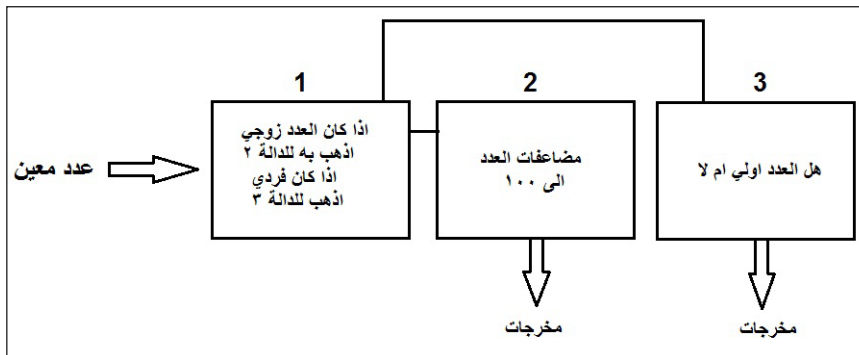 1
2
3
عدد معين
اذا كان العدد زوجي
اذهب به للدالة ٢
اذا كان فردي
اذهب للدالة ٣
مضاعفات العدد
الى ١٠٠
هل العدد اولي ام لا
مخرجات
مخرجات